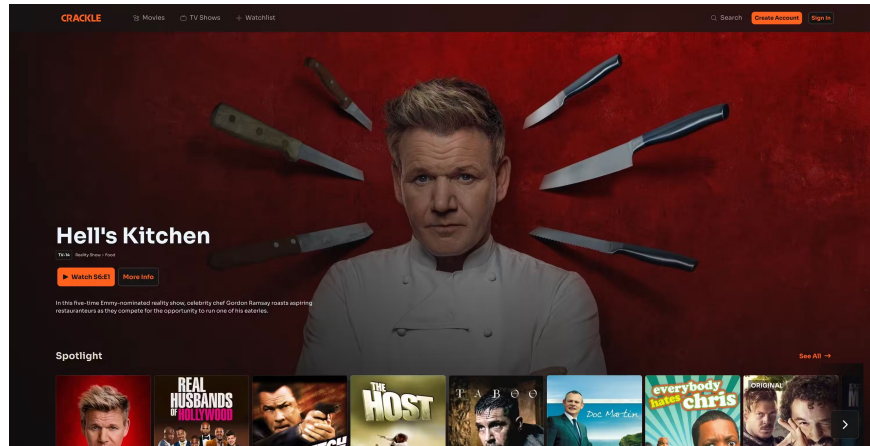 CRACKLE
Movies
TV Shows
Watchlist
Search
Create Account
Sign In
Hell's Kitchen
TV-14 Reality Show • Food
Watch S6:E1
More Info
In this five-time Emmy-nominated reality show, celebrity chef Gordon Ramsay roasts aspiring
restauranteurs as they compete for the opportunity to run one of his eateries.
Spotlight
See All →
REAL
HUSBANDS
OF HOLLYWOOD
THE
HOST
TABOO
Doc Martin
everybody
hates chris
ORIGINAL